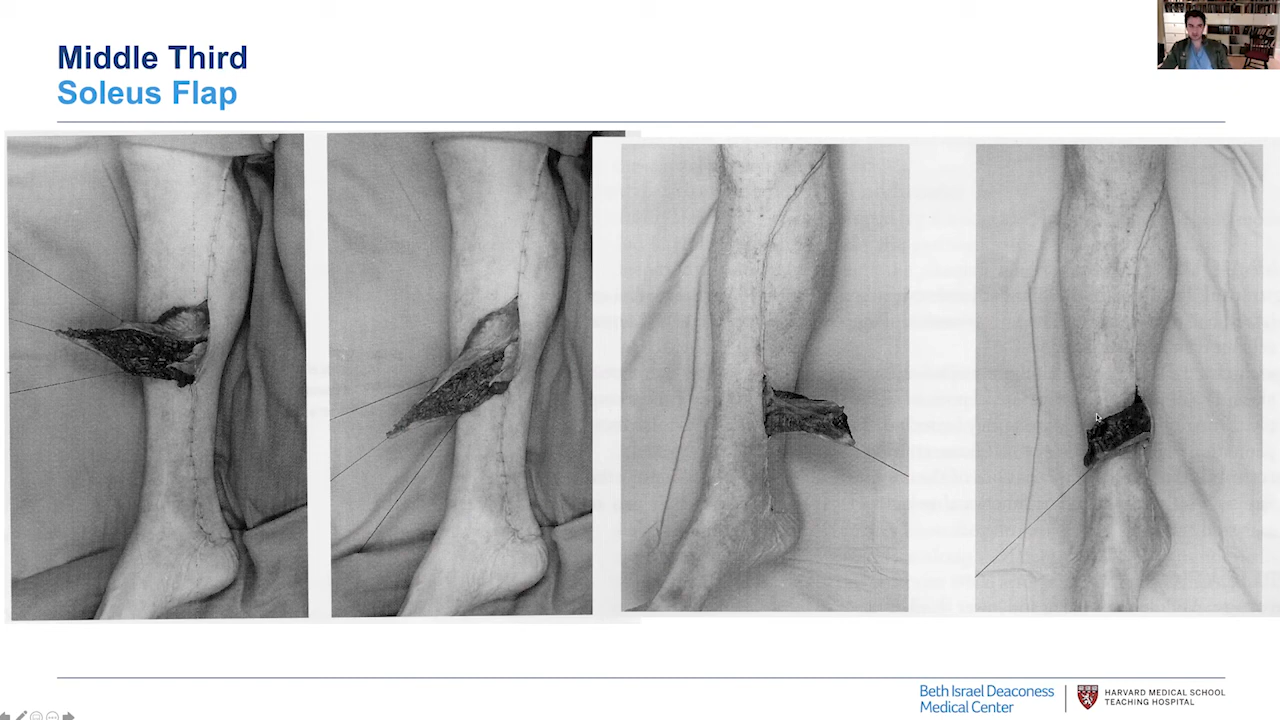 Middle Third
Soleus Flap
Beth Israel Deaconess
Medical Center
HARVARD MEDICAL SCHOOL
TEACHING HOSPITAL